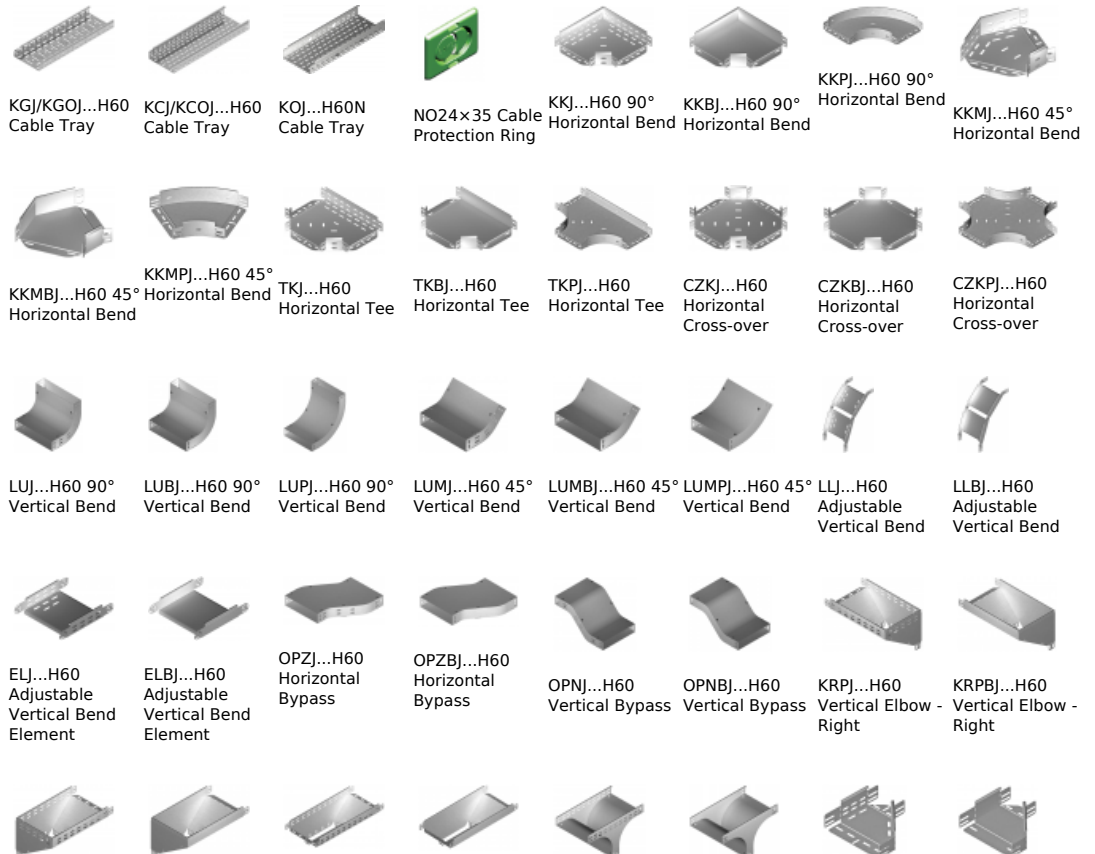 KGJ/KGOJ...H60
Cable Tray
KCJ/KCOJ...H60
Cable Tray
KOJ...H60N
Cable Tray
NO24×35 Cable
Protection Ring
KKJ...H60 90°
Horizontal Bend
KKBJ...H60 90°
Horizontal Bend
KKPJ...H60 90°
Horizontal Bend
KKMJ...H60 45°
Horizontal Bend
KKMBJ...H60 45°
Horizontal Bend
KKMPJ...H60 45°
Horizontal Bend
TKJ...H60
Horizontal Tee
TKBJ...H60
Horizontal Tee
TKPJ...H60
Horizontal Tee
CZKJ...H60
Horizontal
Cross-over
CZKBJ...H60
Horizontal
Cross-over
CZKPJ...H60
Horizontal
Cross-over
LUJ...H60 90°
Vertical Bend
LUBJ...H60 90°
Vertical Bend
LUPJ...H60 90°
Vertical Bend
LUMJ...H60 45°
Vertical Bend
LUMBJ...H60 45°
Vertical Bend
LUMPJ...H60 45°
Vertical Bend
LLJ...H60
Adjustable
Vertical Bend
LLBJ...H60
Adjustable
Vertical Bend
ELJ...H60
Adjustable
Vertical Bend
Element
ELBJ...H60
Adjustable
Vertical Bend
Element
OPZJ...H60
Horizontal
Bypass
OPZBJ...H60
Horizontal
Bypass
OPNJ...H60
Vertical Bypass
OPNBJ...H60
Vertical Bypass
KRPJ...H60
Vertical Elbow -
Right
KRPBJ...H60
Vertical Elbow -
Right